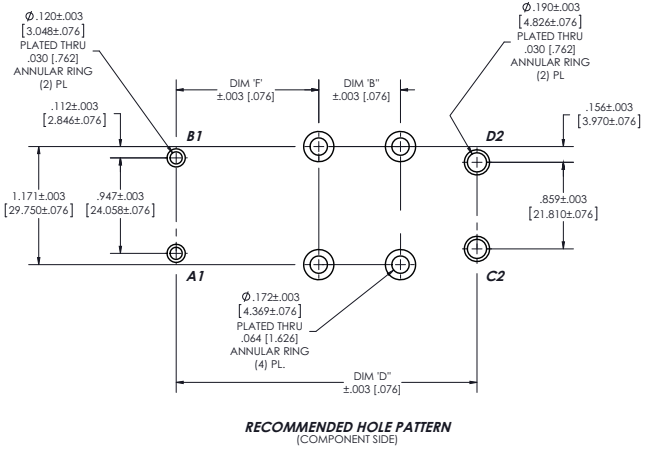 Ø.120±.003
[3.048±.076]
PLATED THRU
.030 [.762]
ANNULAR RING
(2) PL
Ø.190±.003
[4.826±.076]
PLATED THRU
.030 [.762]
ANNULAR RING
(2) PL
DIM 'F'
±.003 [.076]
DIM 'B"
±.003 [.076]
.112±.003
[2.846±.076]
.156±.003
[3.970±.076]
B1
D2
1.171±.003
[29.750±.076]
.947±.003
[24.058±.076]
.859±.003
[21.810±.076]
A1
C2
Ø.172±.003
[4.369±.076]
PLATED THRU
.064 [1.626]
ANNULAR RING
(4) PL.
DIM 'D"
±.003 [.076]
RECOMMENDED HOLE PATTERN
(COMPONENT SIDE)